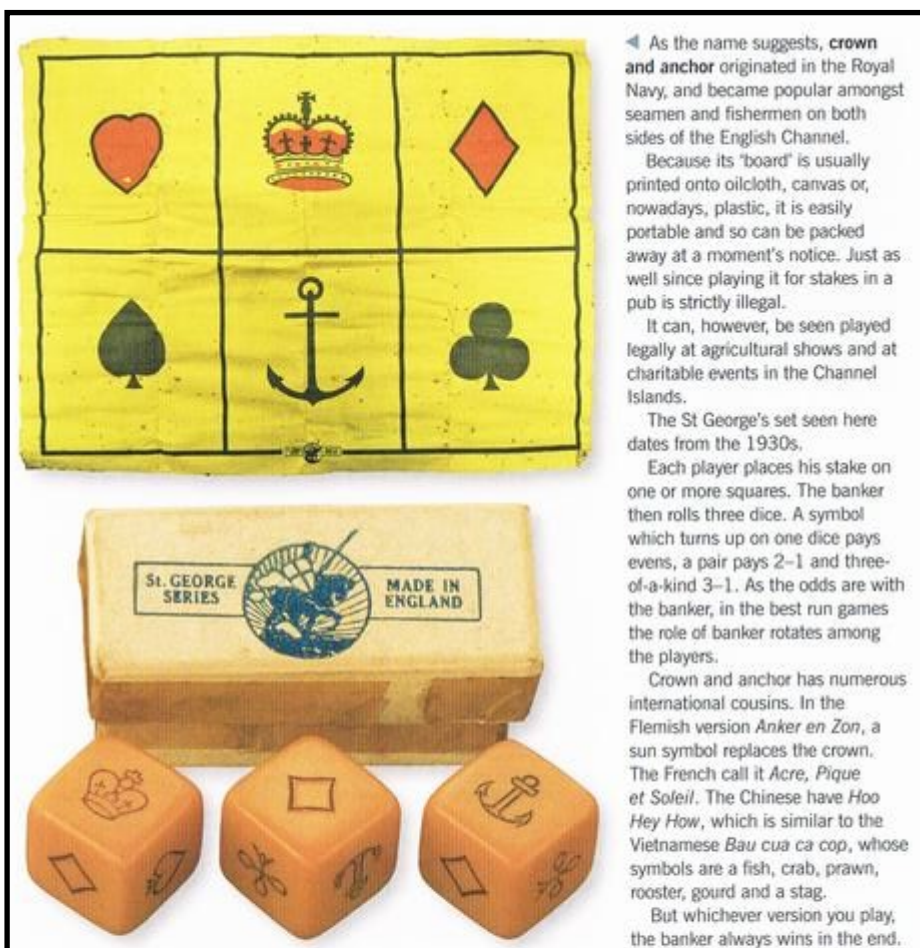 ◀ As the name suggests, crown
and anchor originated in the Royal
Navy, and became popular amongst
seamen and fishermen on both
sides of the English Channel.
Because its 'board' is usually
printed onto oilcloth, canvas or,
nowadays, plastic, it is easily
portable and so can be packed
away at a moment's notice. Just as
well since playing it for stakes in a
pub is strictly illegal.
It can, however, be seen played
legally at agricultural shows and at
charitable events in the Channel
Islands.
The St George's set seen here
dates from the 1930s.
Each player places his stake on
one or more squares. The banker
then rolls three dice. A symbol
which turns up on one dice pays
evens, a pair pays 2–1 and three-
of-a-kind 3–1. As the odds are with
the banker, in the best run games
the role of banker rotates among
the players.
Crown and anchor has numerous
international cousins. In the
Flemish version Anker en Zon, a
sun symbol replaces the crown.
The French call it Acre, Pique
et Soleil. The Chinese have Hoo
Hey How, which is similar to the
Vietnamese Bau cua ca cop, whose
symbols are a fish, crab, prawn,
rooster, gourd and a stag.
But whichever version you play,
the banker always wins in the end.
St. GEORGE
SERIES
MADE IN
ENGLAND